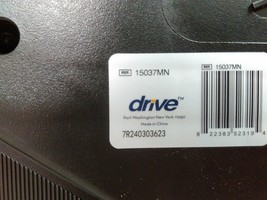 REF 15037MN
REF 15037MN
drive™
Port Washington New York 11050
Made in China
7R240303623
8 22383 52310 4